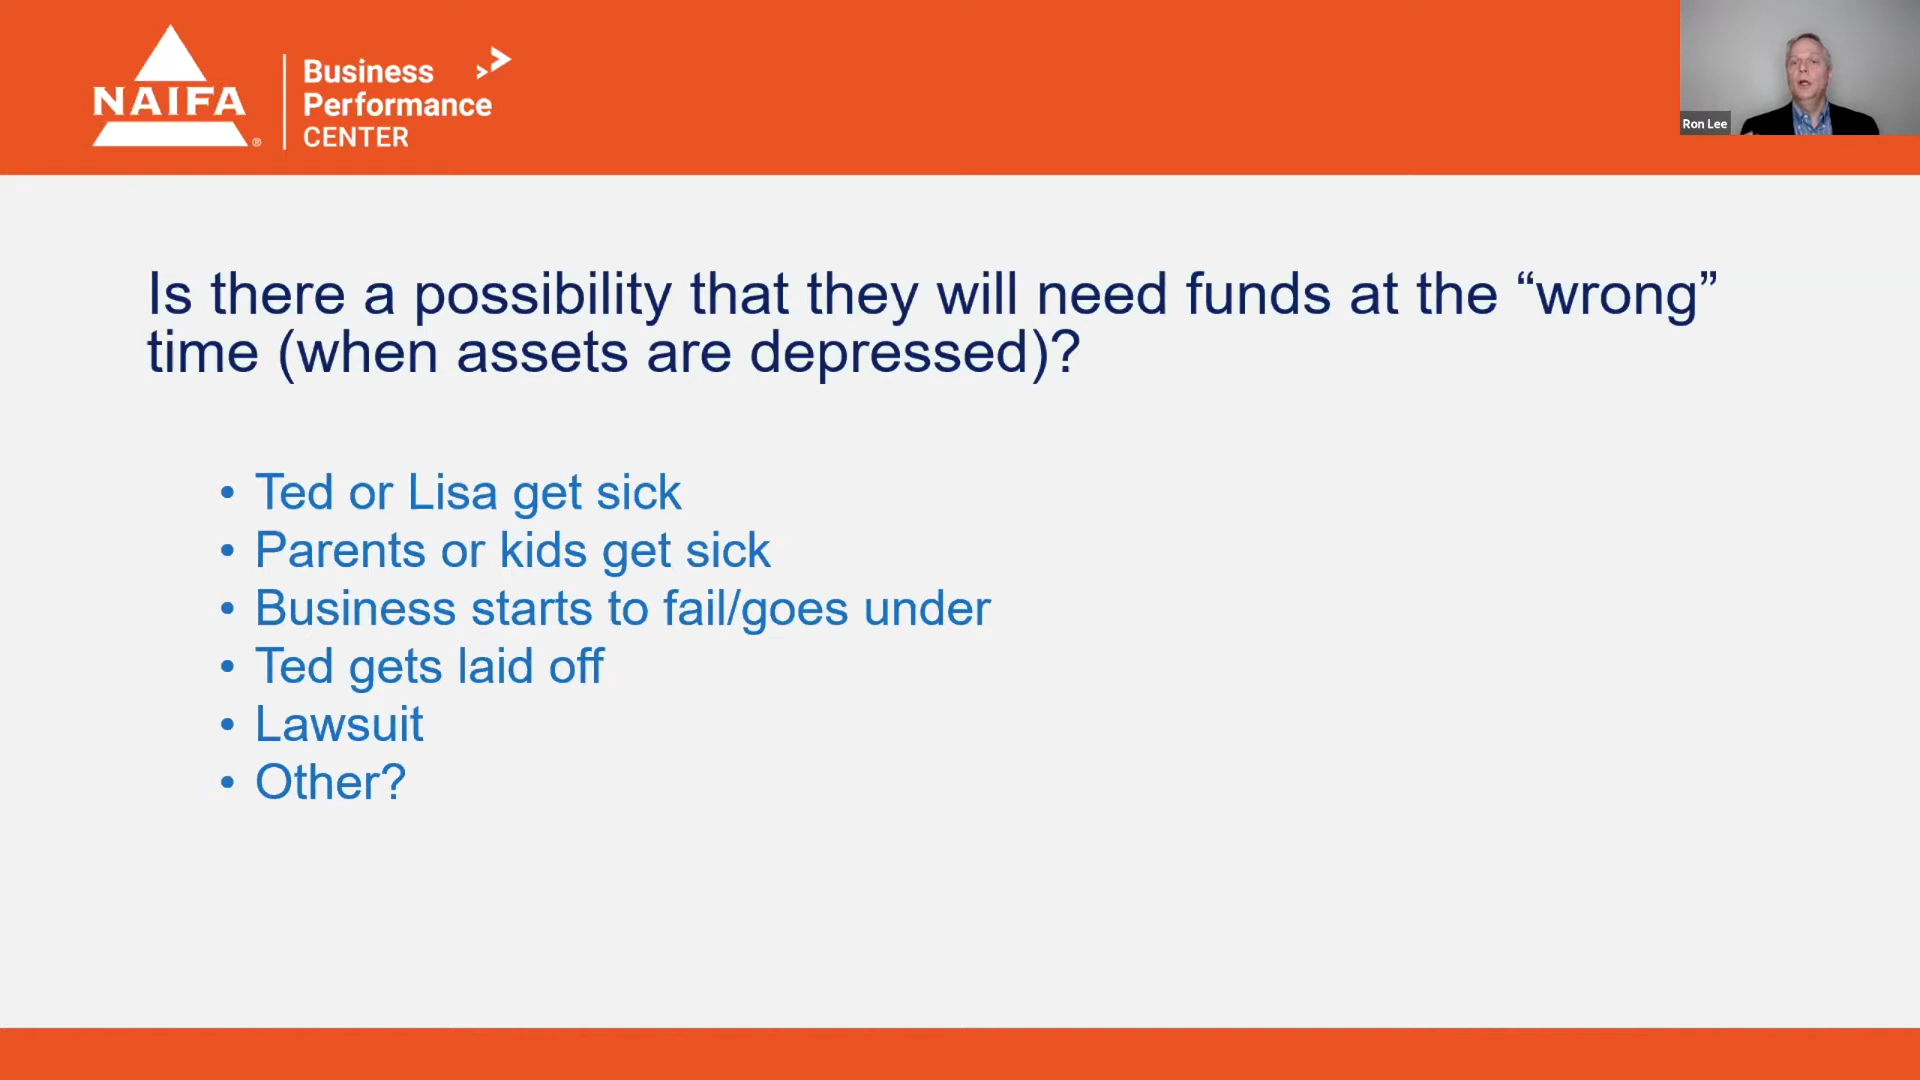 NAIFA®
Business
Performance
CENTER
Ron Lee
Is there a possibility that they will need funds at the “wrong”
time (when assets are depressed)?
• Ted or Lisa get sick
• Parents or kids get sick
• Business starts to fail/goes under
• Ted gets laid off
• Lawsuit
• Other?